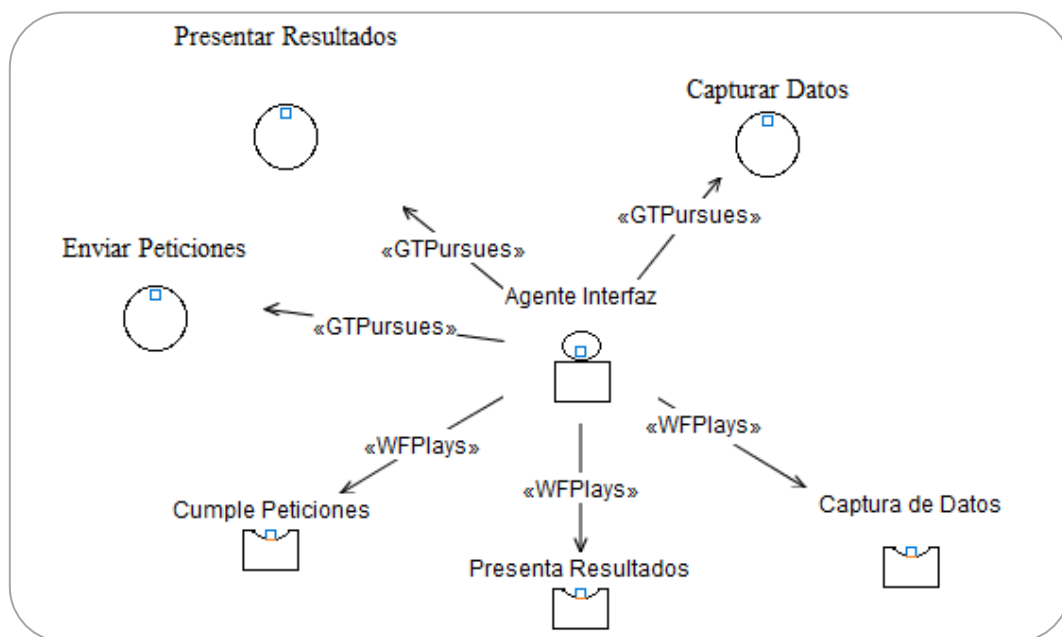 Presentar Resultados
Capturar Datos
«GTPursues»
Enviar Peticiones
«GTPursues»
Agente Interfaz
«GTPursues»
«WFPlays»
«WFPlays»
«WFPlays»
Cumple Peticiones
Captura de Datos
Presenta Resultados